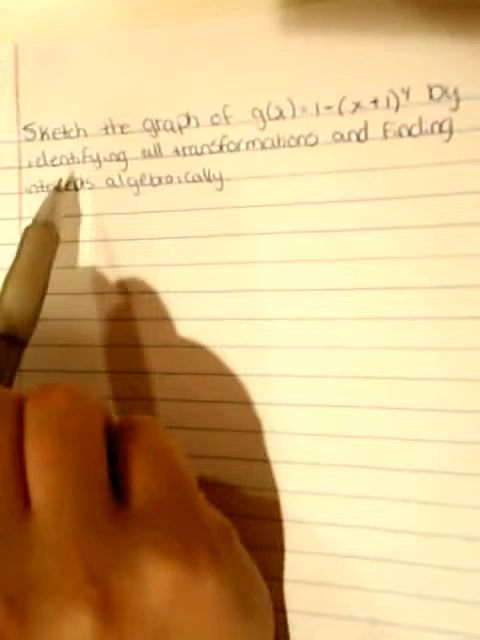 Sketch the graph of g(x) = 1 - (x+1)⁴ by
identifying all transformations and finding
algebraically.